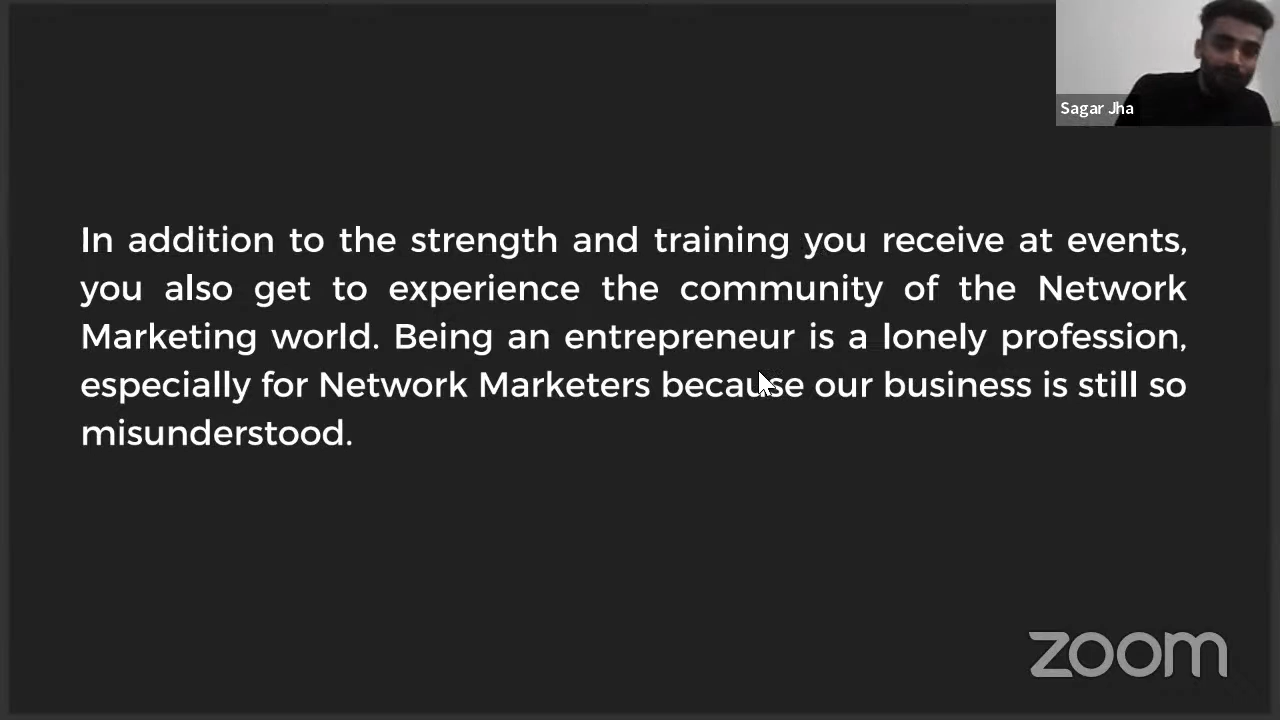 Sagar Jha
In addition to the strength and training you receive at events,
you also get to experience the community of the Network
Marketing world. Being an entrepreneur is a lonely profession,
especially for Network Marketers because our business is still so
misunderstood.
zoom